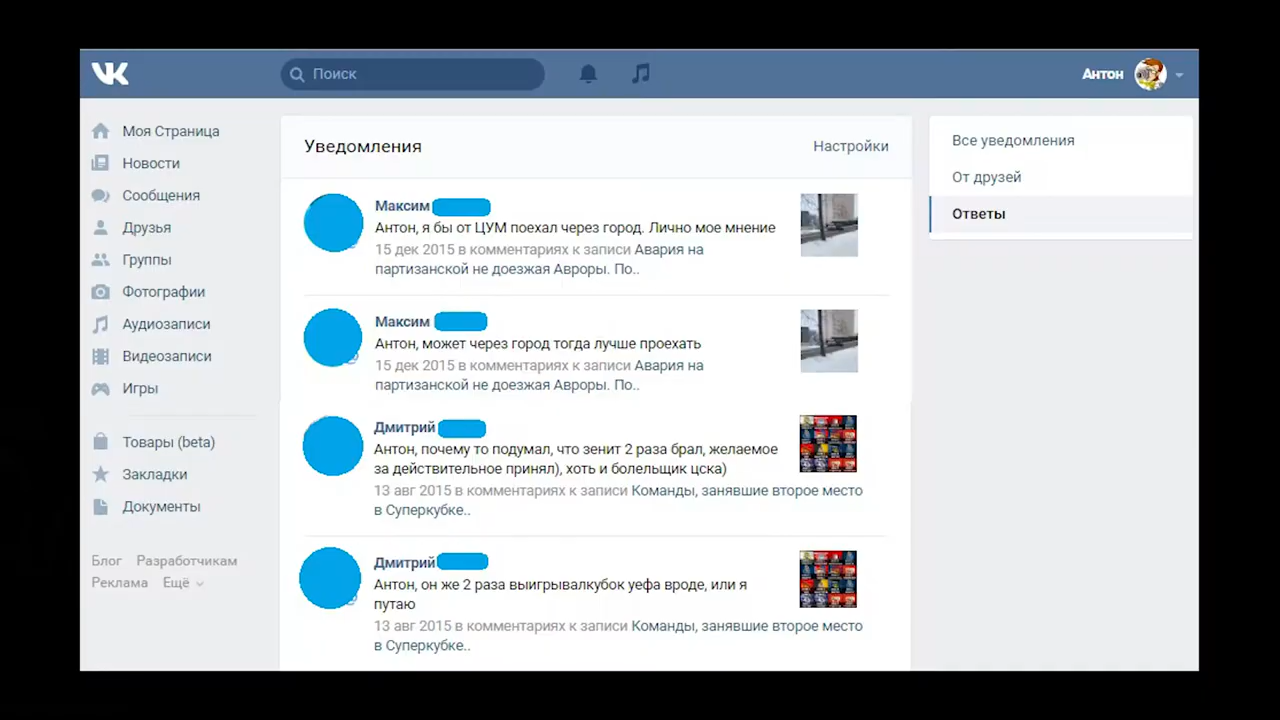 VK
Поиск
Антон
Моя Страница
Новости
Сообщения
Друзья
Группы
Фотографии
Аудиозаписи
Видеозаписи
Игры
Товары (beta)
Закладки
Документы
Блог Разработчикам
Реклама Ещё
Уведомления
Настройки
Максим
Антон, я бы от ЦУМ поехал через город. Лично мое мнение
15 дек 2015 в комментариях к записи Авария на
партизанской не доезжая Авроры. По..
Максим
Антон, может через город тогда лучше проехать
15 дек 2015 в комментариях к записи Авария на
партизанской не доезжая Авроры. По..
Дмитрий
Антон, почему то подумал, что зенит 2 раза брал, желаемое
за действительное принял), хоть и болельщик цска)
13 авг 2015 в комментариях к записи Команды, занявшие второе место
в Суперкубке..
Дмитрий
Антон, он же 2 раза выигрывалкубок уефа вроде, или я
путаю
13 авг 2015 в комментариях к записи Команды, занявшие второе место
в Суперкубке..
Все уведомления
От друзей
Ответы